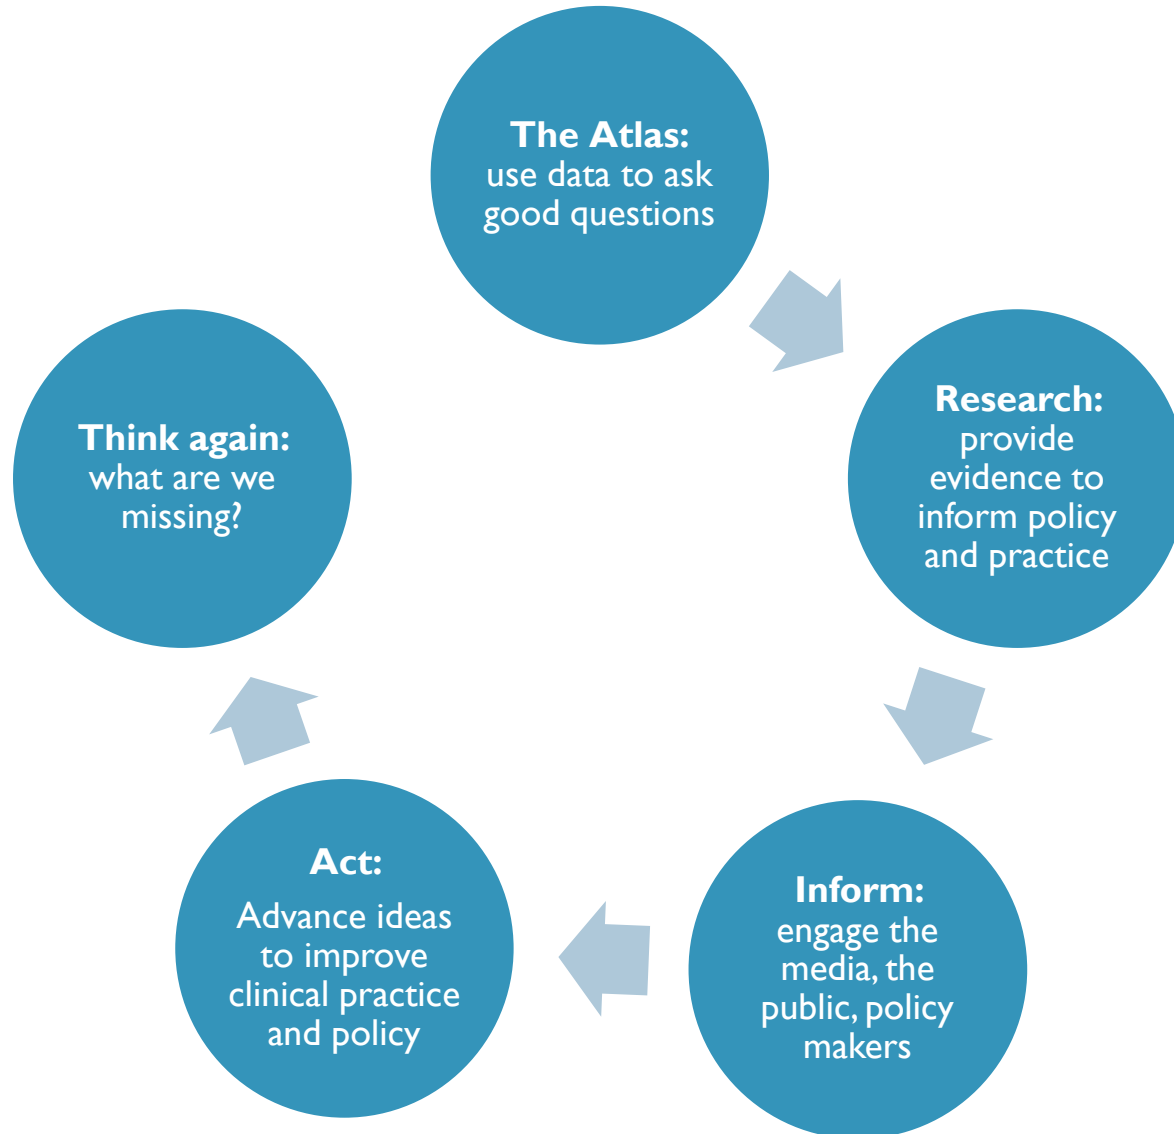 The Atlas:
use data to ask
good questions
Research:
provide
evidence to
inform policy
and practice
Inform:
engage the
media, the
public, policy
makers
Act:
Advance ideas
to improve
clinical practice
and policy
Think again:
what are we
missing?